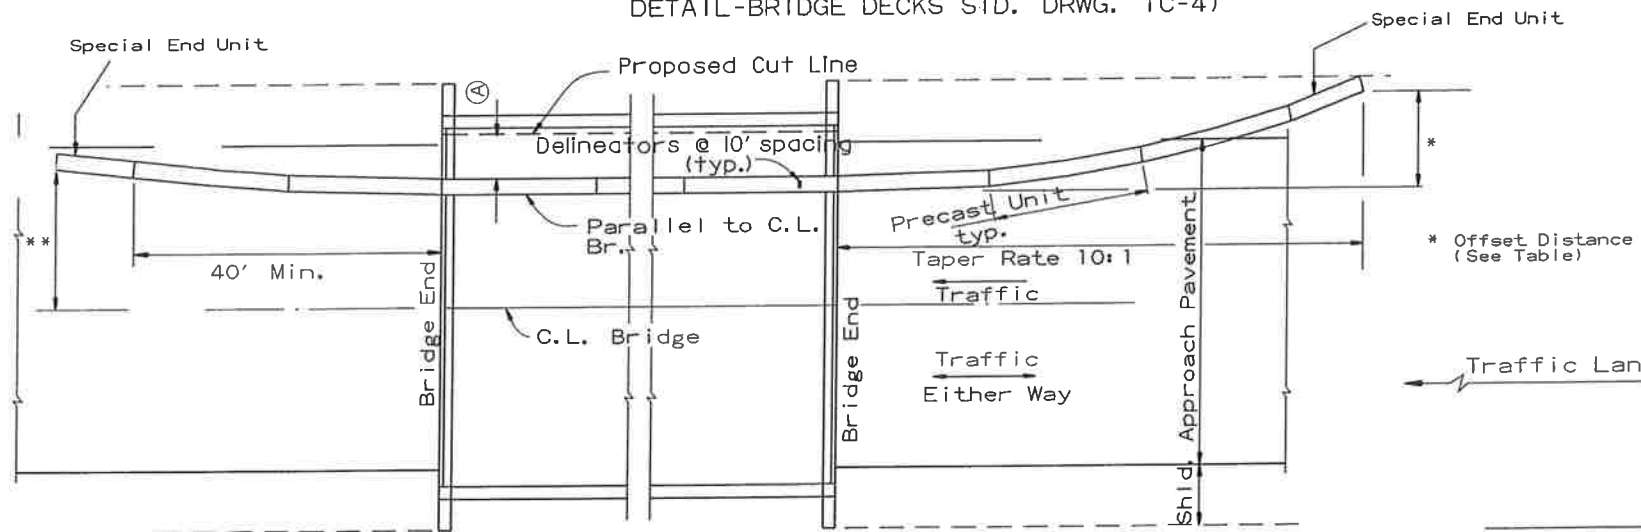 DETAIL-BRIDGE DECKS STD. DRWG. TC-4)
Special End Unit
Special End Unit
Proposed Cut Line
A
Delineators @ 10' spacing
(typ.)
*
**
Parallel to C.L.
Br.
Precast Unit
typ.
40' Min.
Taper Rate 10:1
* Offset Distance
(See Table)
Traffic
C.L. Bridge
Bridge End
Bridge End
Traffic
Either Way
Shld.
Approach Pavement
Traffic Lan